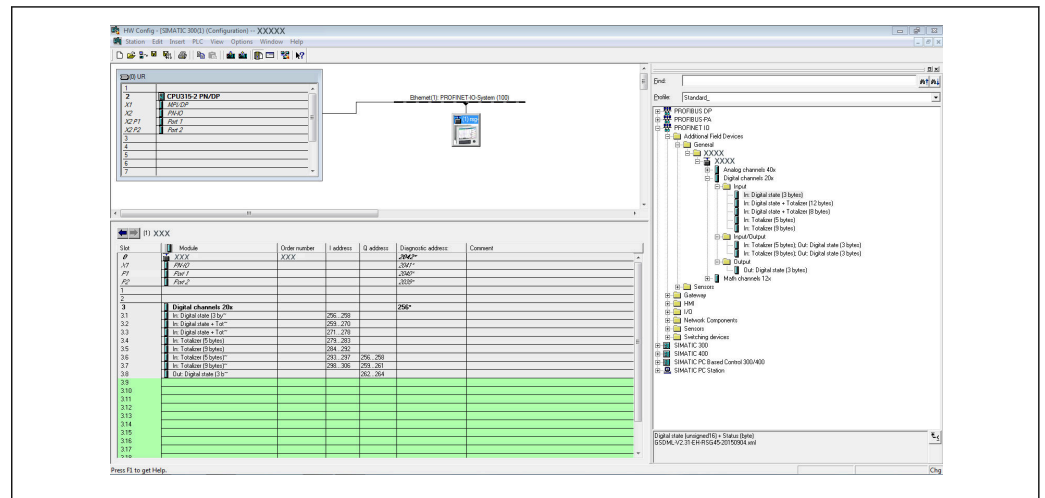 HW Config - [SIMATIC 300(1) (Configuration) -- XXXXX
Station Edit Insert PLC View Options Window Help
(0) UR
1
2 CPU315-2 PN/DP
X1 MPI/DP
X2 PN-IO
X2 P1 Port 1
X2 P2 Port 2
3
4
5
6
7
Ethernet(1): PROFINET-IO-System (100)
(1) rsg
Find:
Profile: Standard_
PROFIBUS DP
PROFIBUS-PA
PROFINET IO
Additional Field Devices
General
XXXX
XXXX
Analog channels 40x
Digital channels 20x
Input
In: Digital state (3 bytes)
In: Digital state + Totalizer (12 bytes)
In: Digital state + Totalizer (8 bytes)
In: Totalizer (5 bytes)
In: Totalizer (9 bytes)
Input/Output
In: Totalizer (5 bytes); Out: Digital state (3 bytes)
In: Totalizer (9 bytes); Out: Digital state (3 bytes)
Output
Out: Digital state (3 bytes)
Math channels 12x
Sensors
Gateway
HMI
I/O
Network Components
Sensors
Switching devices
SIMATIC 300
SIMATIC 400
SIMATIC PC Based Control 300/400
SIMATIC PC Station
Digital state (unsigned16) + Status (byte)
GSDML-V2.31-EH-RSG45-20150904.xml
(1) XXX
Slot Module Order number I address Q address Diagnostic address: Comment
0 XXX XXX 2042*
X1 PN-IO 2041*
P1 Port 1 2040*
P2 Port 2 2039*
1
2
3 Digital channels 20x 256*
3.1 In: Digital state (3 by~ 256...258
3.2 In: Digital state + Tot~ 259...270
3.3 In: Digital state + Tot~ 271...278
3.4 In: Totalizer (5 bytes) 279...283
3.5 In: Totalizer (9 bytes) 284...292
3.6 In: Totalizer (5 bytes)~ 293...297 256...258
3.7 In: Totalizer (9 bytes)~ 298...306 259...261
3.8 Out: Digital state (3 b~ 262...264
3.9
3.10
3.11
3.12
3.13
3.14
3.15
3.16
3.17
3.18
Press F1 to get Help.
Chg